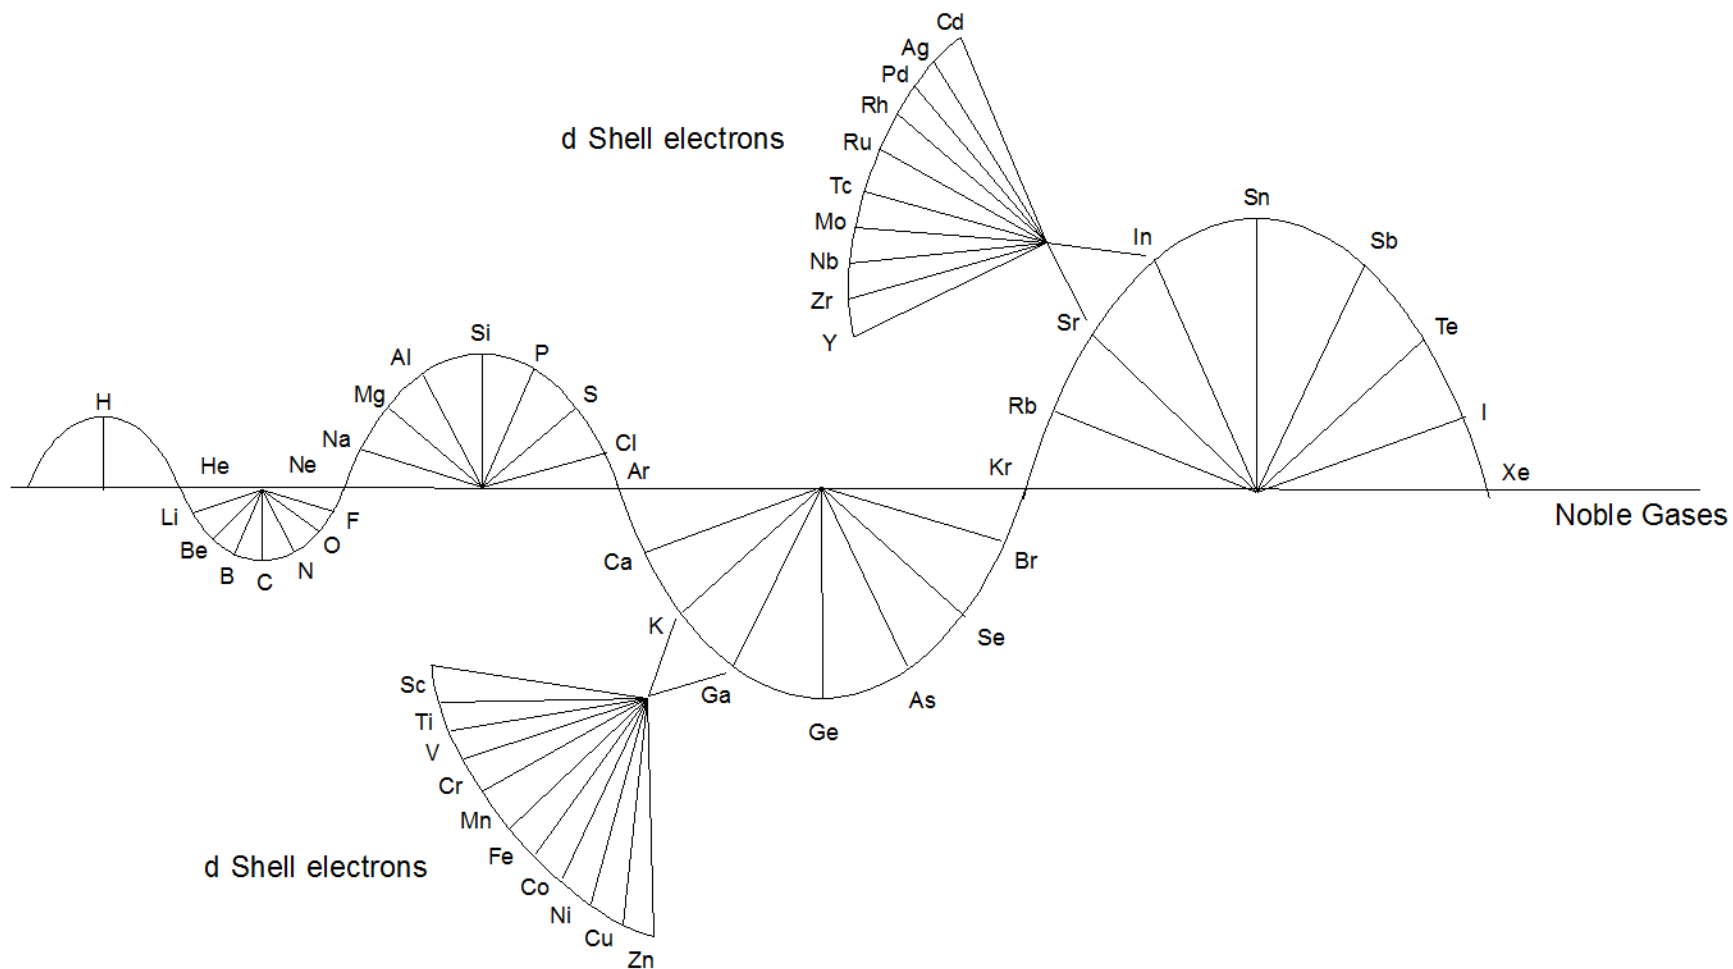 Cd
Ag
Pd
Rh
d Shell electrons
Ru
Tc
Mo
Nb
Zr
Y
In
Sr
Sn
Sb
Te
Rb
I
Si
Al
P
Mg
S
H
Na
Cl
He
Ne
Ar
Kr
Xe
Noble Gases
Li
F
Be
O
B
C
N
Ca
Br
K
Se
Ga
As
Ge
Sc
Ti
V
Cr
Mn
Fe
d Shell electrons
Co
Ni
Cu
Zn